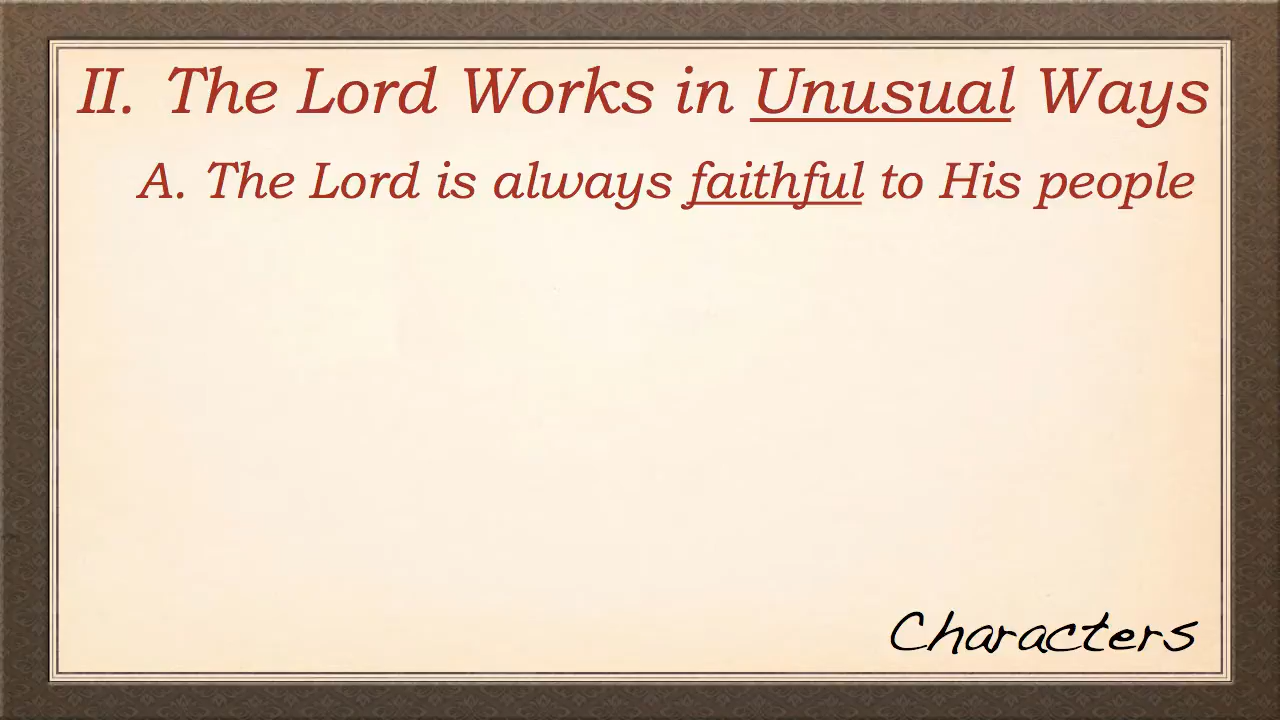 II. The Lord Works in Unusual Ways
A. The Lord is always faithful to His people
Characters